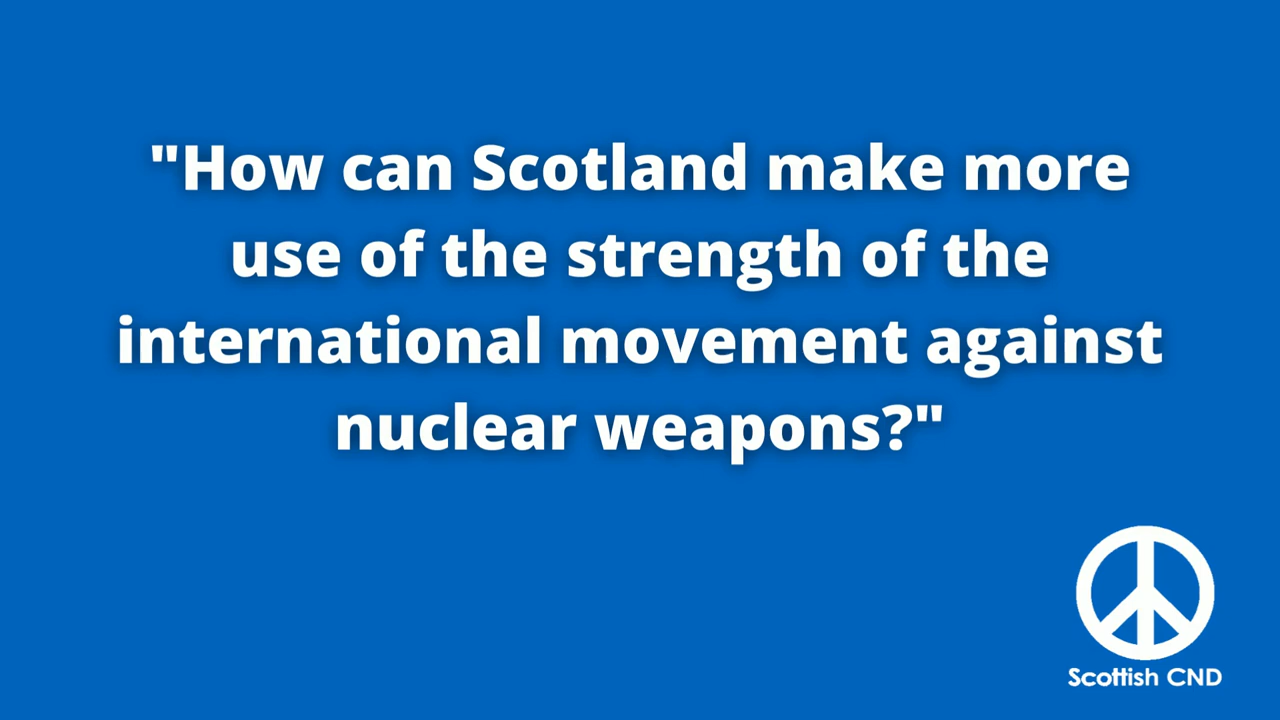 "How can Scotland make more
use of the strength of the
international movement against
nuclear weapons?"
Scottish CND